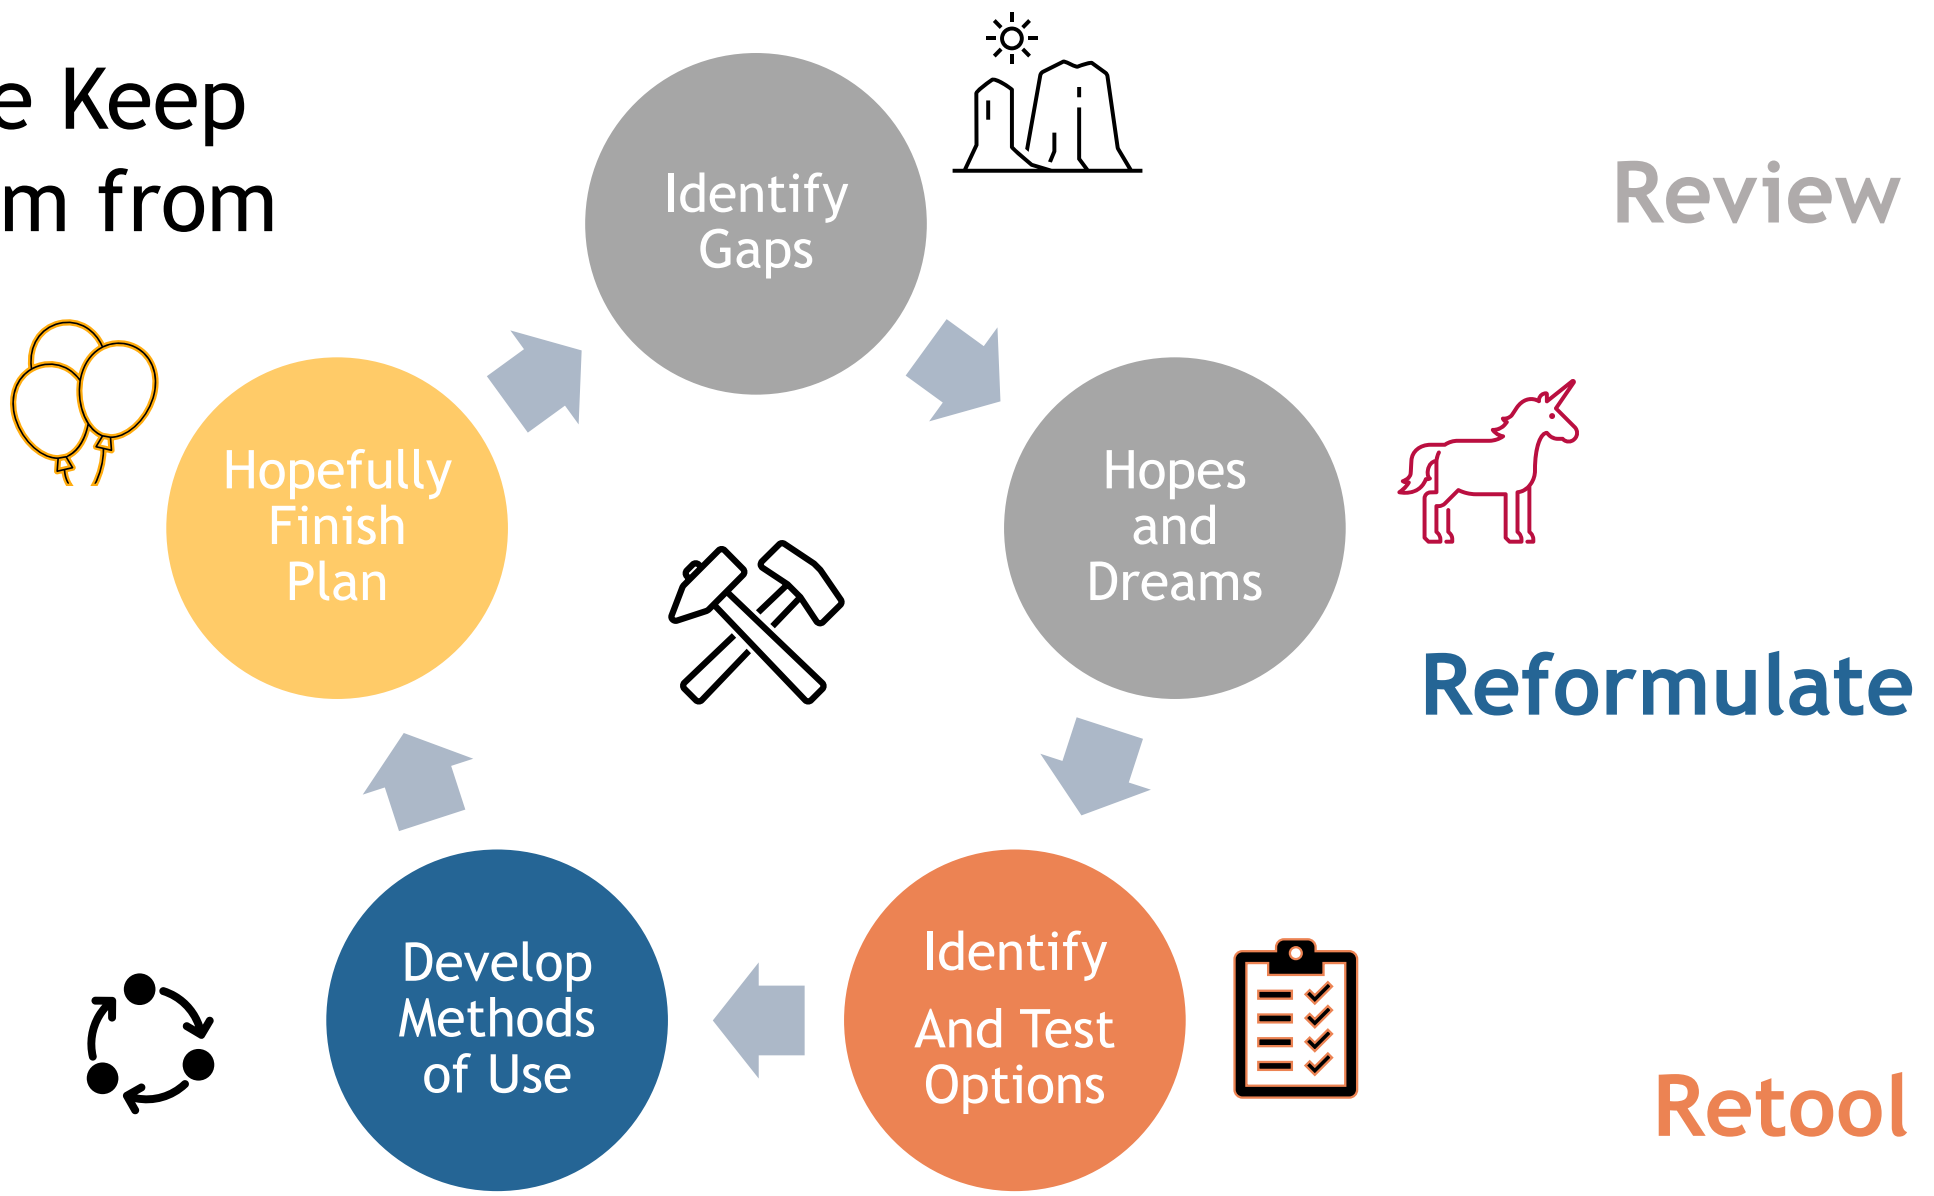 e Keep
m from
Identify
Gaps
Review
Hopes
and
Dreams
Reformulate
Identify
And Test
Options
Retool
Develop
Methods
of Use
Hopefully
Finish
Plan